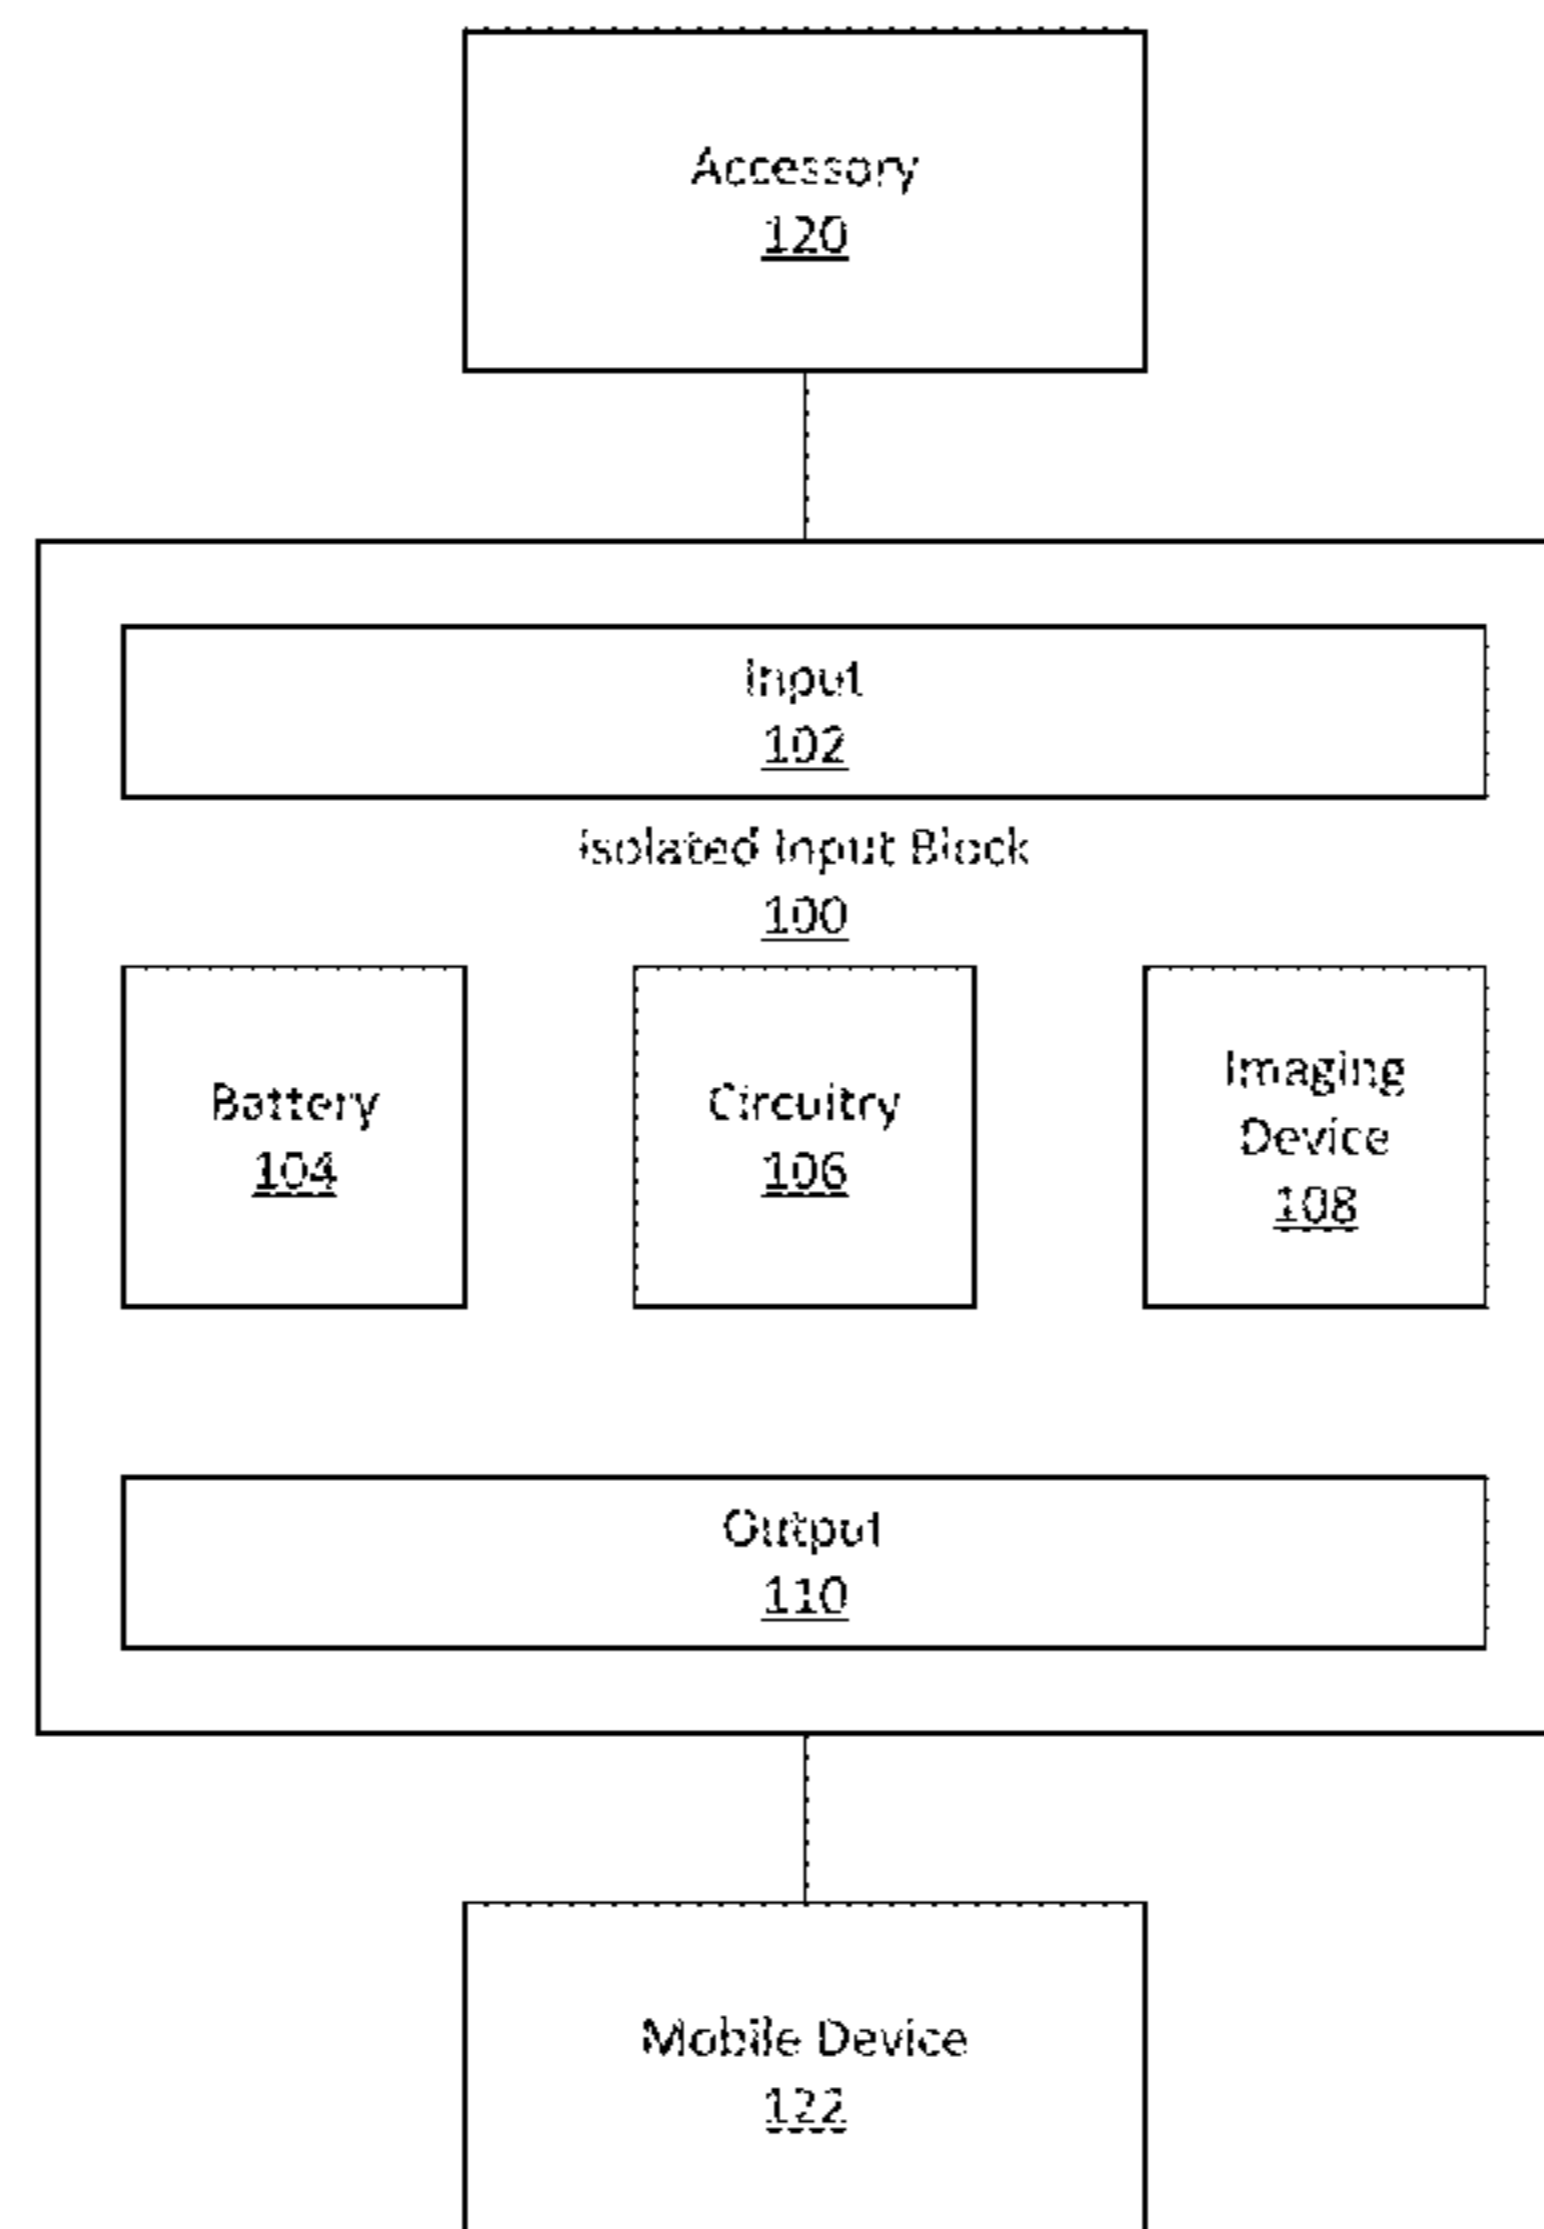 Accessory
120
Input
102
Isolated Input Block
100
Battery
104
Circuitry
106
Imaging
Device
108
Output
110
Mobile Device
122